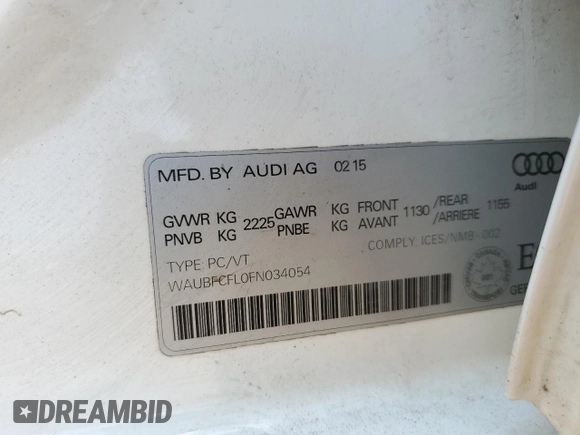 MFD. BY AUDI AG 02 15
Audi
GVWR KG 2225 GAWR KG FRONT 1130 /REAR 1155
PNVB KG PNBE KG AVANT /ARRIERE
COMPLY ICES/NMB-002
TYPE PC/VT
WAUBFCFL0FN034054
DREAMBID